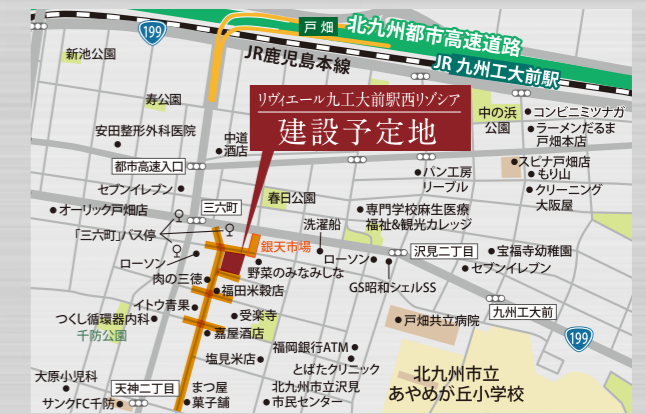 199
戸畑
北九州都市高速道路
新池公園
JR鹿児島本線
JR 九州工大前駅
寿公園
リヴィエール九工大前駅西リゾシア
建設予定地
中の浜
公園
コンビニミツナガ
ラーメンだるま
戸畑本店
安田整形外科医院
中道
酒店
都市高速入口
スピナ戸畑店
もり山
パン工房
リーブル
クリーニング
大阪屋
セブンイレブン
春日公園
オーリック戸畑店
三六町
専門学校麻生医療
福祉&観光カレッジ
洗濯船
「三六町」バス停
銀天市場
ローソン
沢見二丁目
宝福寺幼稚園
ローソン
野菜のみなみしな
セブンイレブン
肉の三徳
GS昭和シェルSS
福田米穀店
イトウ青果
九州工大前
つくし循環器内科
受楽寺
戸畑共立病院
千防公園
嘉屋酒店
199
福岡銀行ATM
塩見米店
とばたクリニック
大原小児科
北九州市立
あやめが丘小学校
天神二丁目
まつ屋
菓子舗
北九州市立沢見
市民センター
サンクFC千防